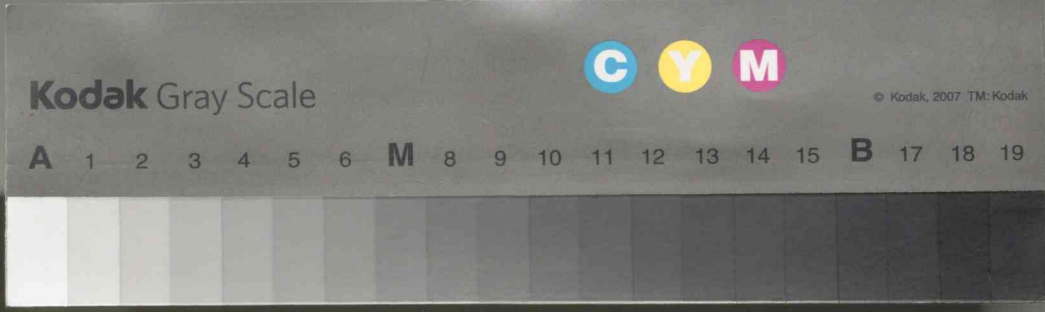 C Y M
Kodak Gray Scale
© Kodak, 2007 TM: Kodak
A 1 2 3 4 5 6 M 8 9 10 11 12 13 14 15 B 17 18 19